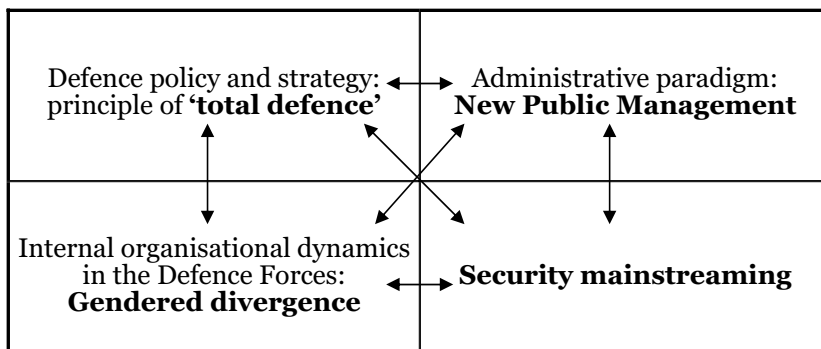 Defence policy and strategy:
principle of ‘total defence’
Administrative paradigm:
New Public Management
Internal organisational dynamics
in the Defence Forces:
Gendered divergence
Security mainstreaming